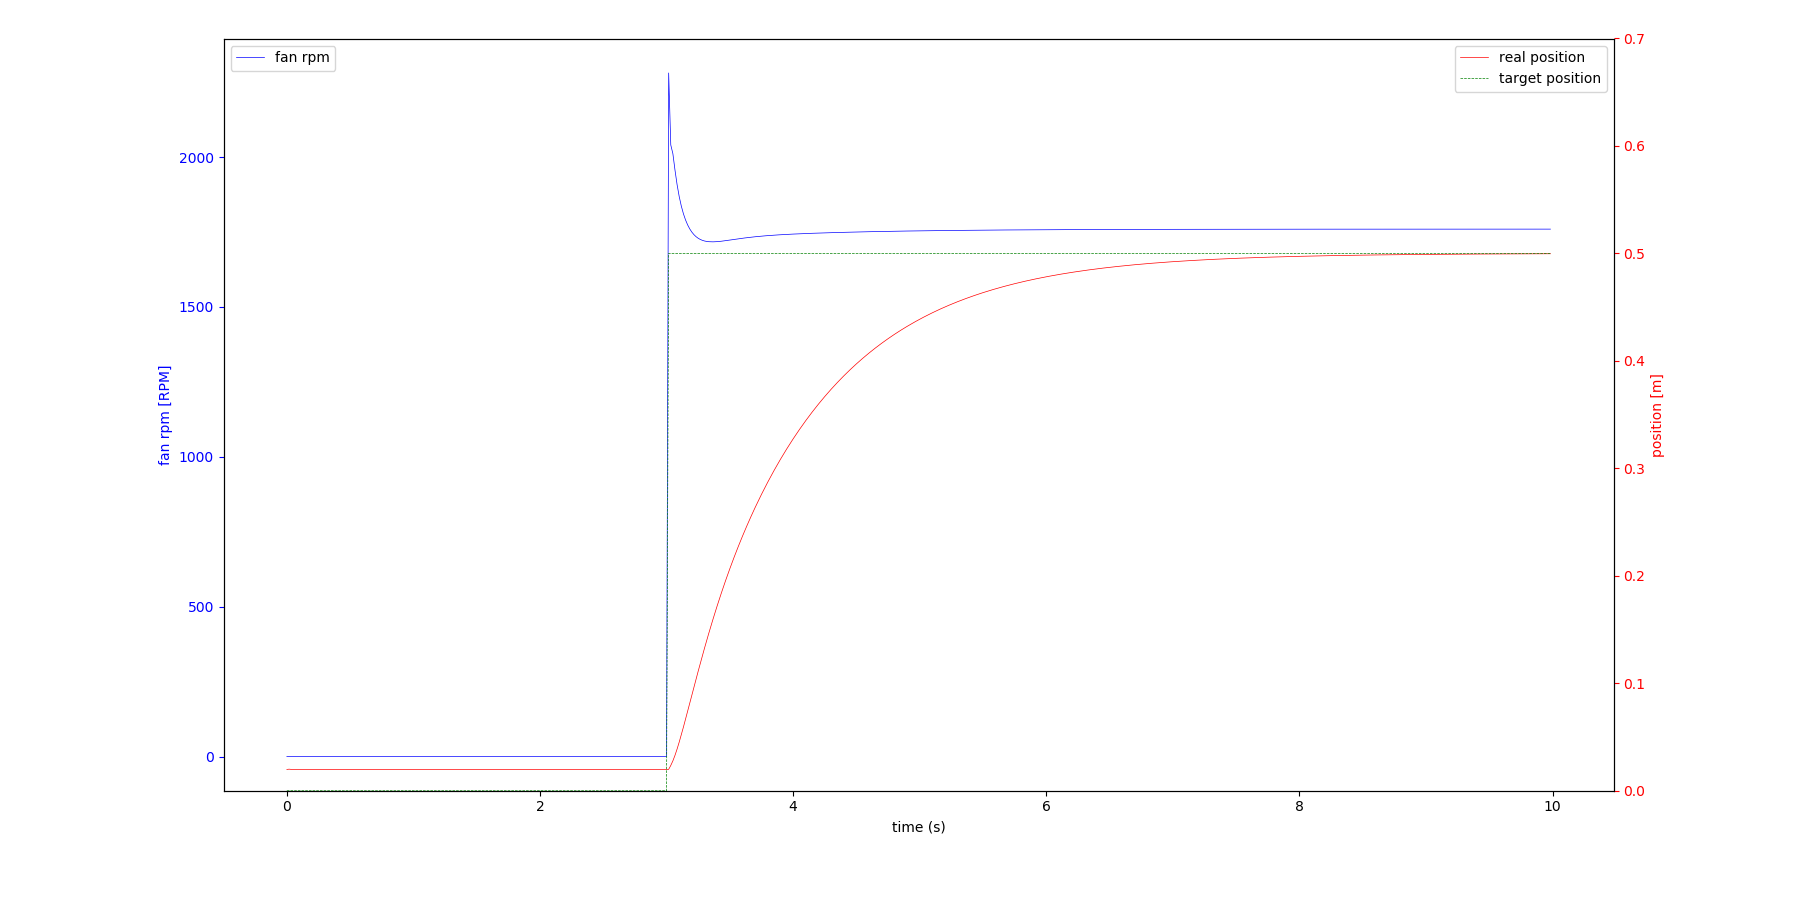 fan rpm
real position
target position
fan rpm [RPM]
2000
1500
1000
500
0
0.7
0.6
0.5
0.4
0.3
0.2
0.1
0.0
position [m]
0 2 4 6 8 10
time (s)